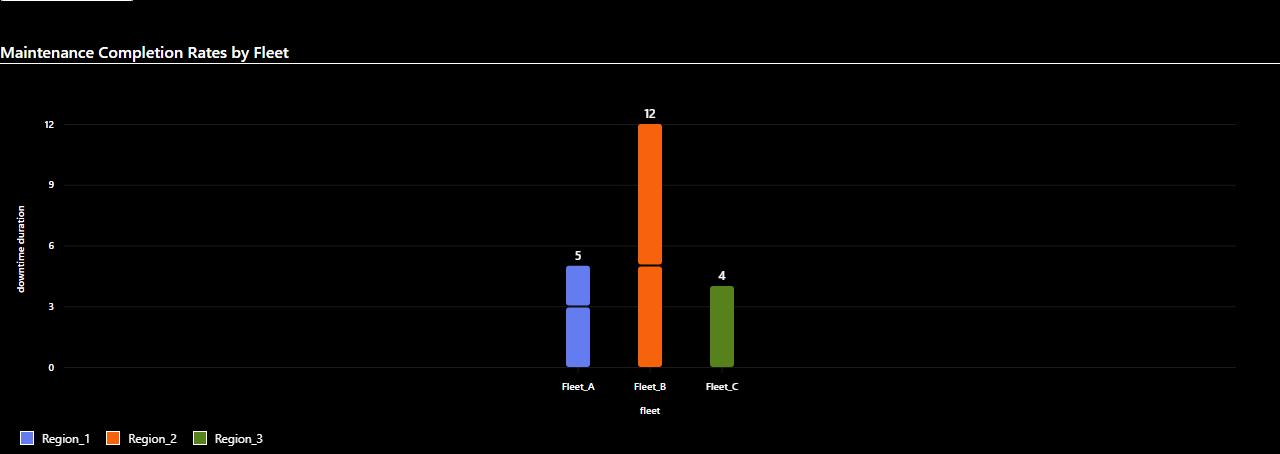 Maintenance Completion Rates by Fleet
12
12
9
6
5
4
3
0
downtime duration
Fleet_A Fleet_B Fleet_C
fleet
Region_1 Region_2 Region_3